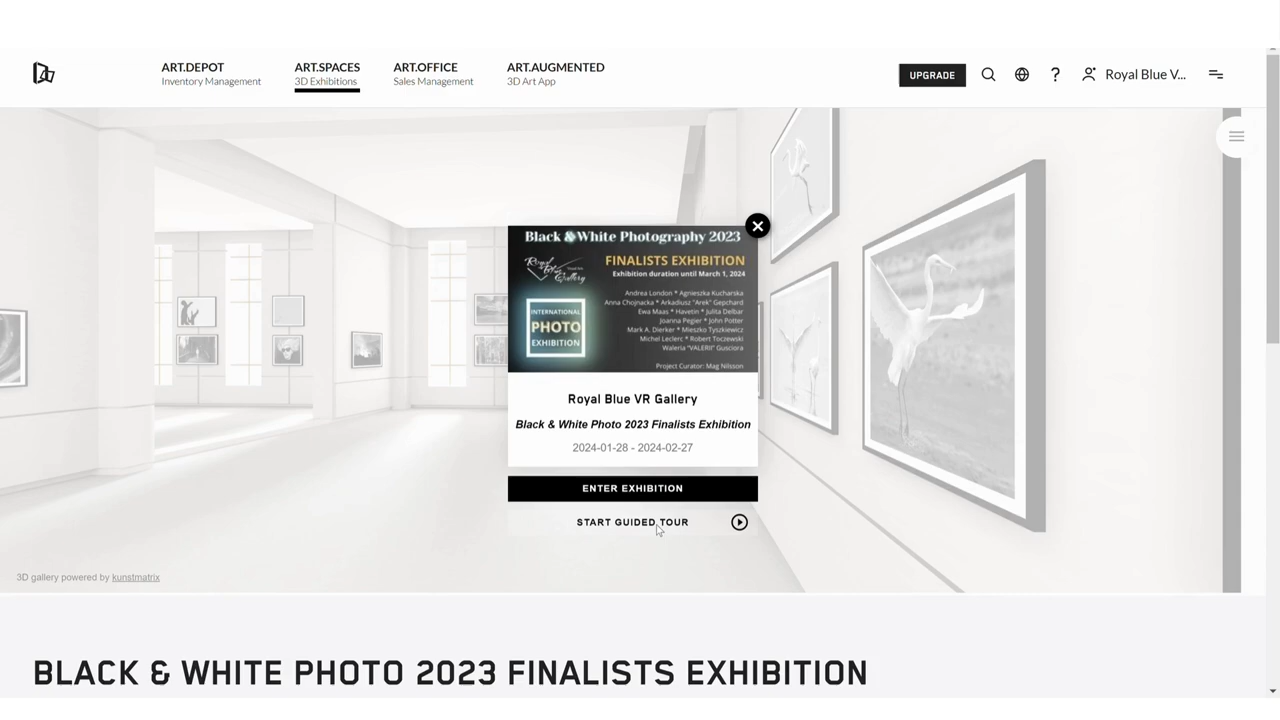 ART.DEPOT
Inventory Management
ART.SPACES
3D Exhibitions
ART.OFFICE
Sales Management
ART.AUGMENTED
3D Art App
UPGRADE
?
Royal Blue V...
Black & White Photography 2023
Royal Blue Gallery
FINALISTS EXHIBITION
Exhibition duration until March 1, 2024
INTERNATIONAL
PHOTO
EXHIBITION
Andrea London * Agnieszka Kucharska
Anna Chojnacka * Arkadiusz "Arek" Gepchard
Ewa Maas * Havetin * Julita Delbar
Joanna Pegier * John Potter
Mark A. Dierker * Mieszko Tyszkiewicz
Michel Leclerc * Robert Toczewski
Waleria "VALERII" Gusciora
Project Curator: Mag Nilsson
Royal Blue VR Gallery
Black & White Photo 2023 Finalists Exhibition
2024-01-28 - 2024-02-27
ENTER EXHIBITION
START GUIDED TOUR
3D gallery powered by kunstmatrix
BLACK & WHITE PHOTO 2023 FINALISTS EXHIBITION